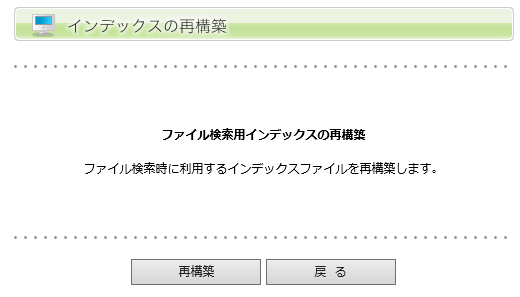 インデックスの再構築
ファイル検索用インデックスの再構築
ファイル検索時に利用するインデックスファイルを再構築します。
再構築 戻 る